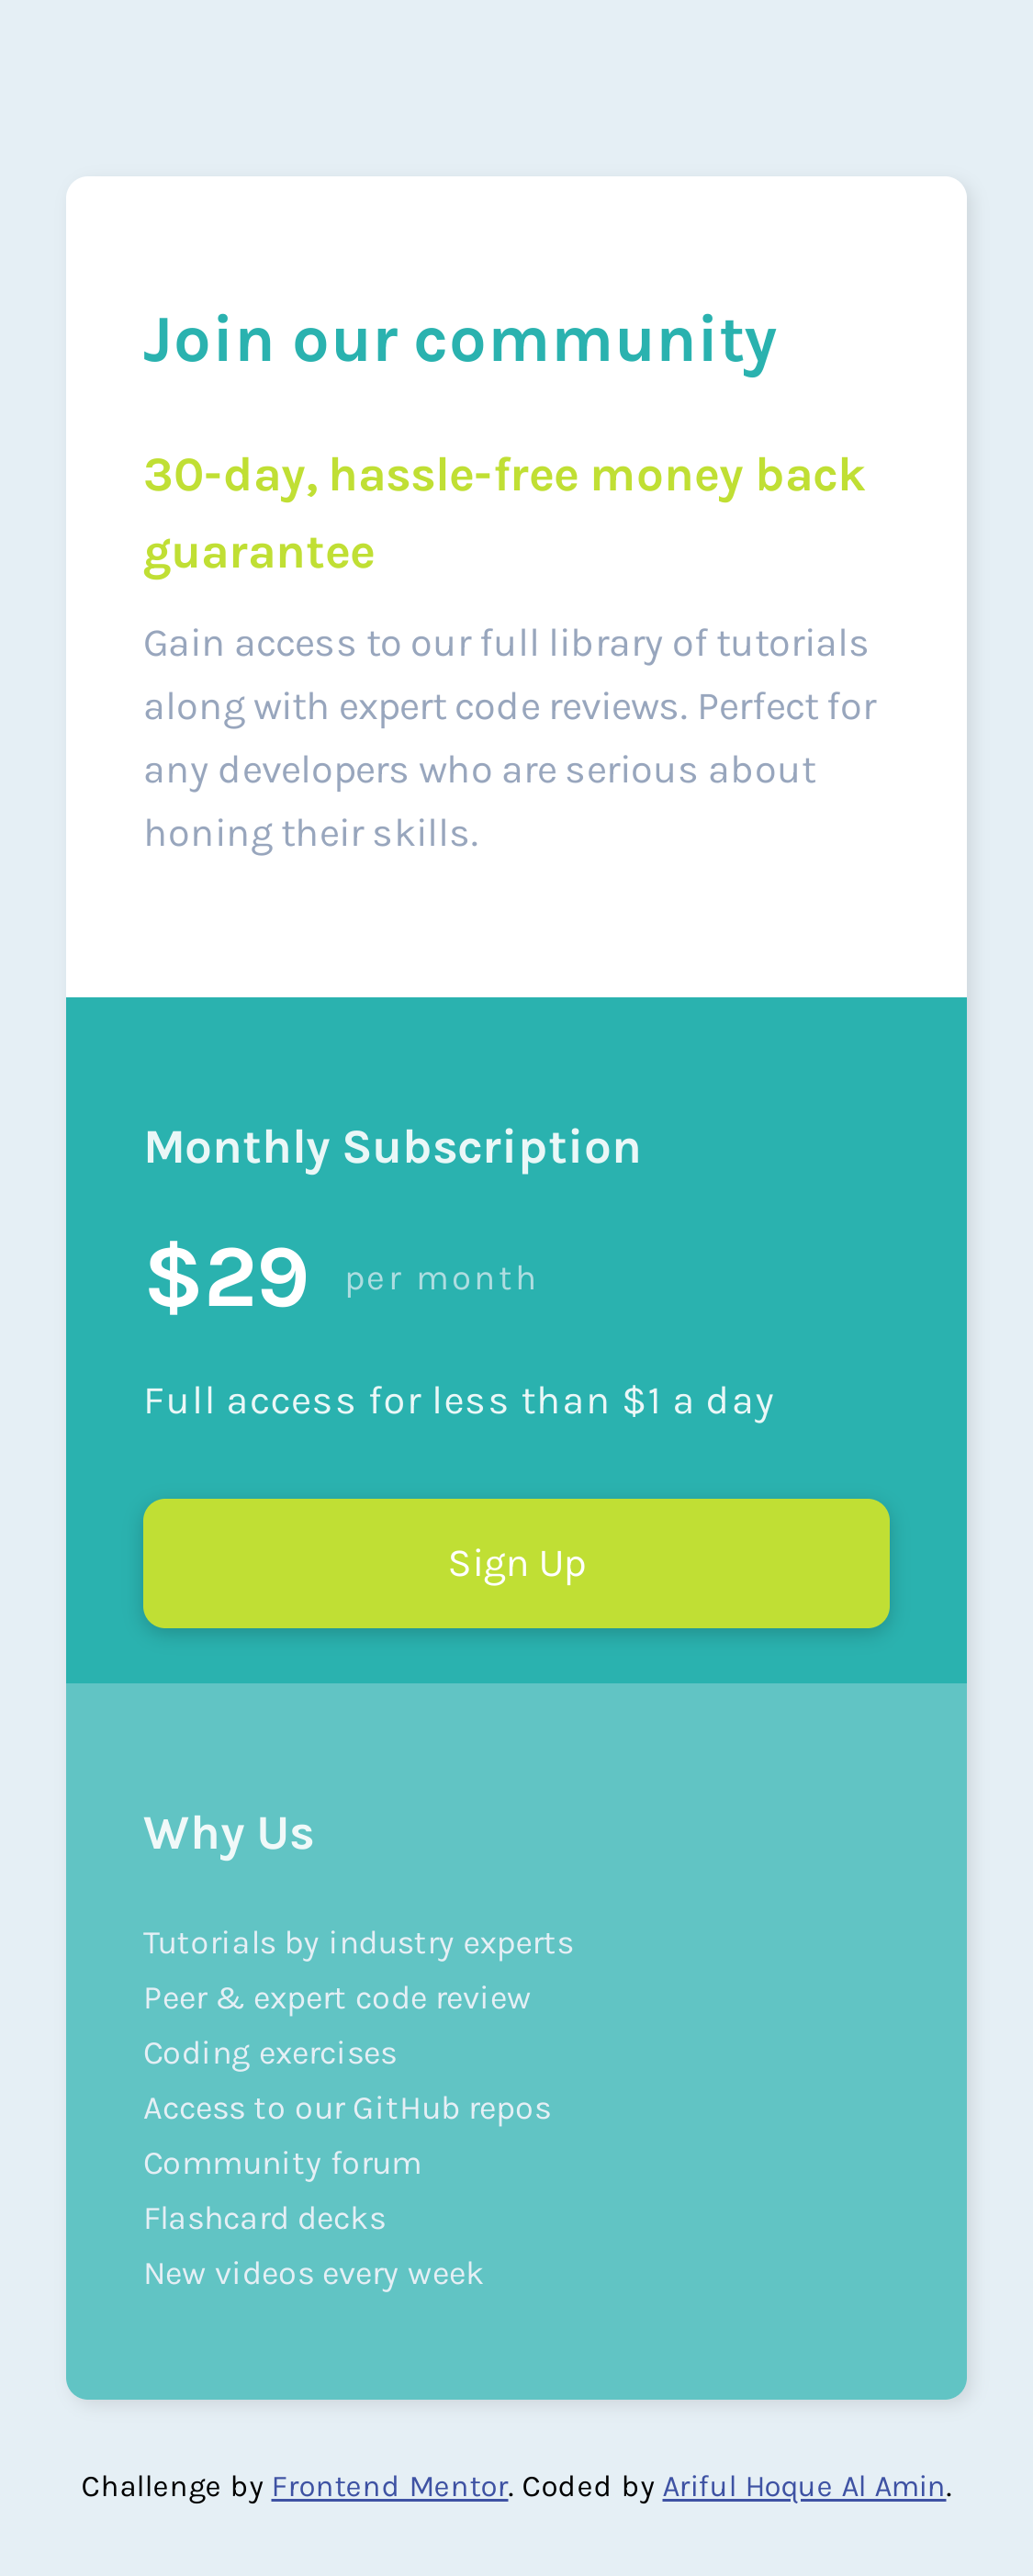 Join our community
30-day, hassle-free money back
guarantee
Gain access to our full library of tutorials
along with expert code reviews. Perfect for
any developers who are serious about
honing their skills.
Monthly Subscription
$29 per month
Full access for less than $1 a day
Sign Up
Why Us
Tutorials by industry experts
Peer & expert code review
Coding exercises
Access to our GitHub repos
Community forum
Flashcard decks
New videos every week
Challenge by Frontend Mentor. Coded by Ariful Hoque Al Amin.